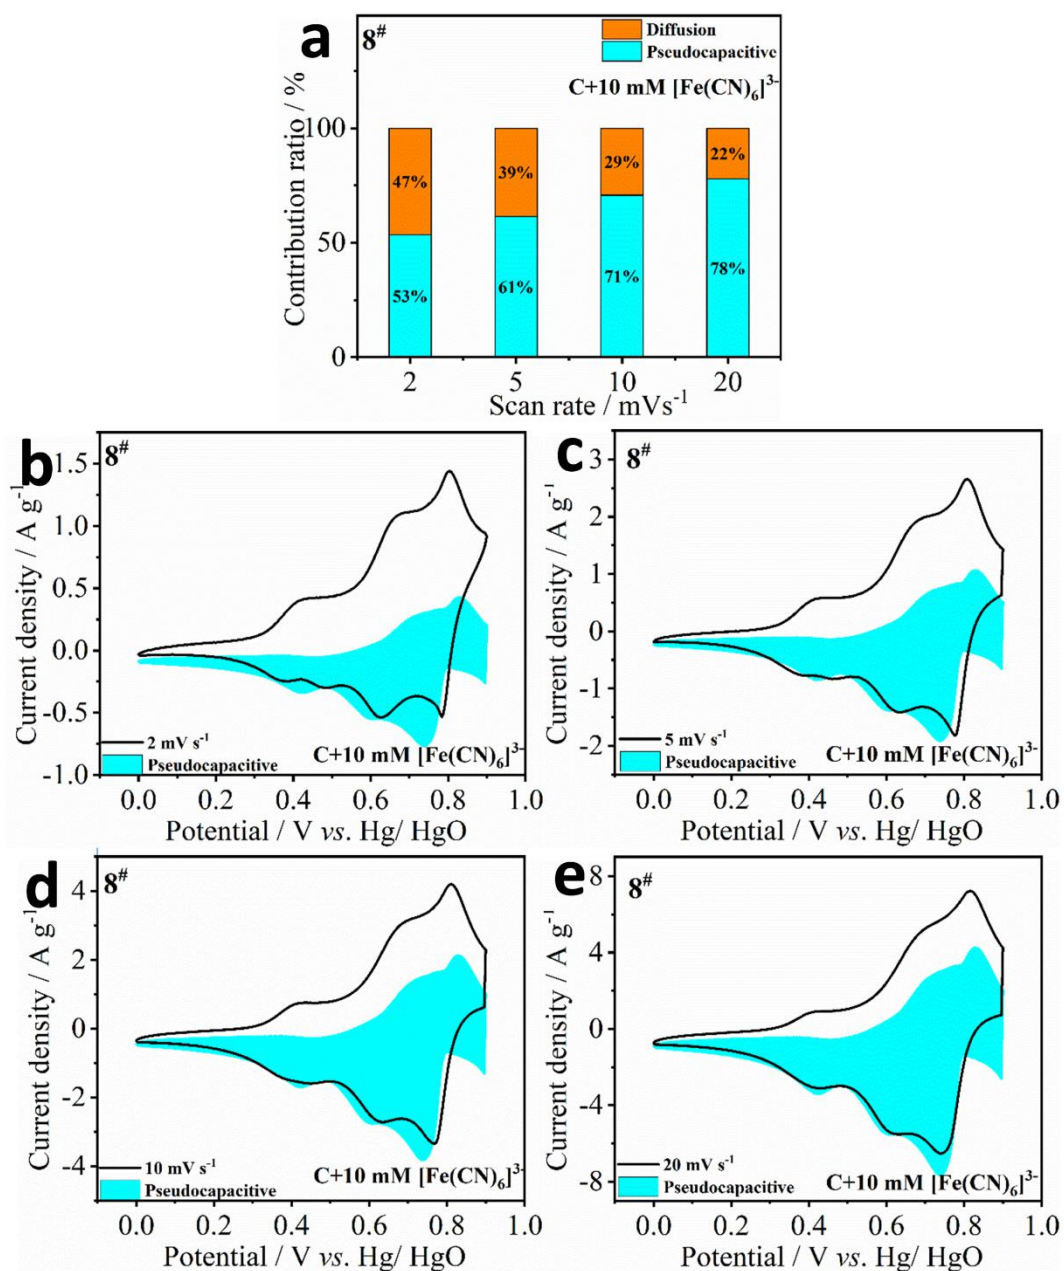 a
8#
Diffusion
Pseudocapacitive
C+10 mM [Fe(CN)6]3-
Contribution ratio / %
100
50
0
47%
39%
29%
22%
53%
61%
71%
78%
2
5
10
20
Scan rate / mVs-1
b
8#
Current density / A g-1
1.5
1.0
0.5
0.0
-0.5
-1.0
2 mV s-1
Pseudocapacitive
C+10 mM [Fe(CN)6]3-
0.0 0.2 0.4 0.6 0.8 1.0
Potential / V vs. Hg/ HgO
c
8#
Current density / A g-1
3
2
1
0
-1
-2
5 mV s-1
Pseudocapacitive
C+10 mM [Fe(CN)6]3-
0.0 0.2 0.4 0.6 0.8 1.0
Potential / V vs. Hg/ HgO
d
8#
Current density / A g-1
4
2
0
-2
-4
10 mV s-1
Pseudocapacitive
C+10 mM [Fe(CN)6]3-
0.0 0.2 0.4 0.6 0.8 1.0
Potential / V vs. Hg/ HgO
e
8#
Current density / A g-1
8
4
0
-4
-8
20 mV s-1
Pseudocapacitive
C+10 mM [Fe(CN)6]3-
0.0 0.2 0.4 0.6 0.8 1.0
Potential / V vs. Hg/ HgO